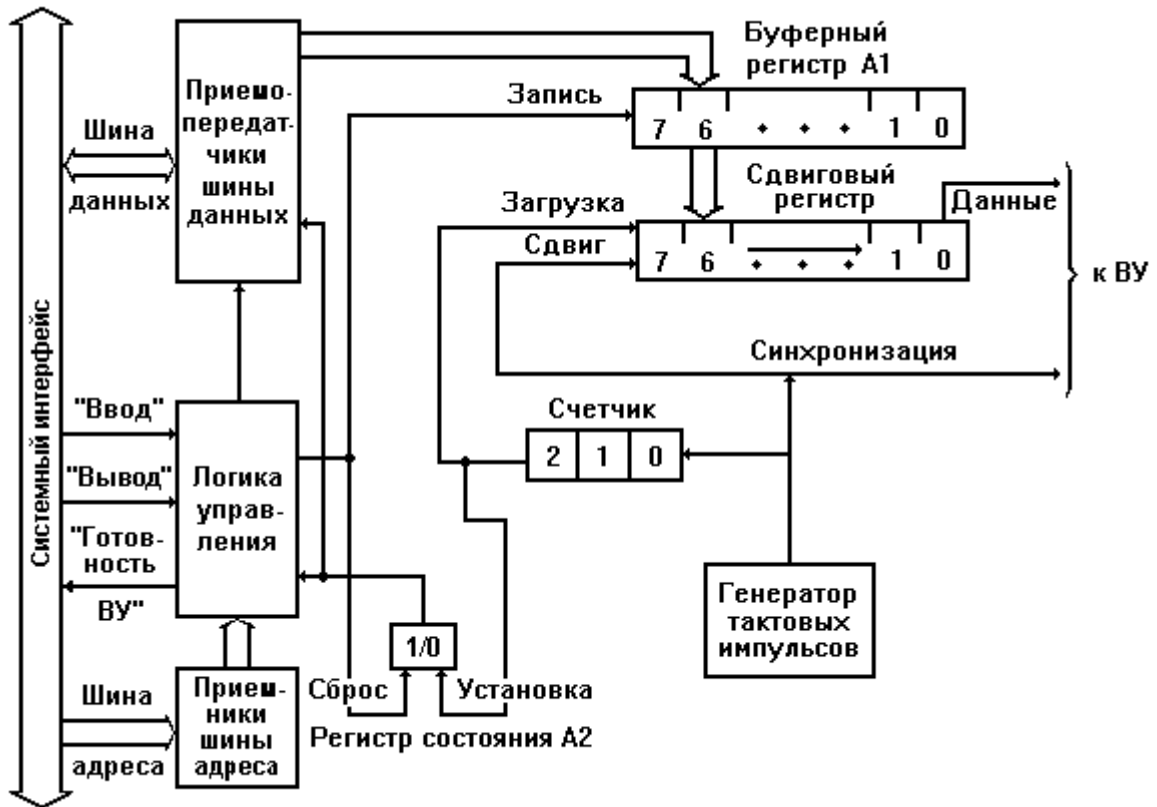 Системный интерфейс
Приемо-
передат-
чики
шины
данных
Шина
данных
Буферный
регистр А1
Запись
7 6 • • • 1 0
Сдвиговый
регистр
Загрузка
Данные
Сдвиг
7 6 • • • 1 0
к ВУ
Синхронизация
"Ввод"
"Вывод"
"Готов-
ность
ВУ"
Логика
управ-
ления
Счетчик
2 1 0
Генератор
тактовых
импульсов
1/0
Сброс
Установка
Регистр состояния А2
Шина
адреса
Прием-
ники
шины
адреса